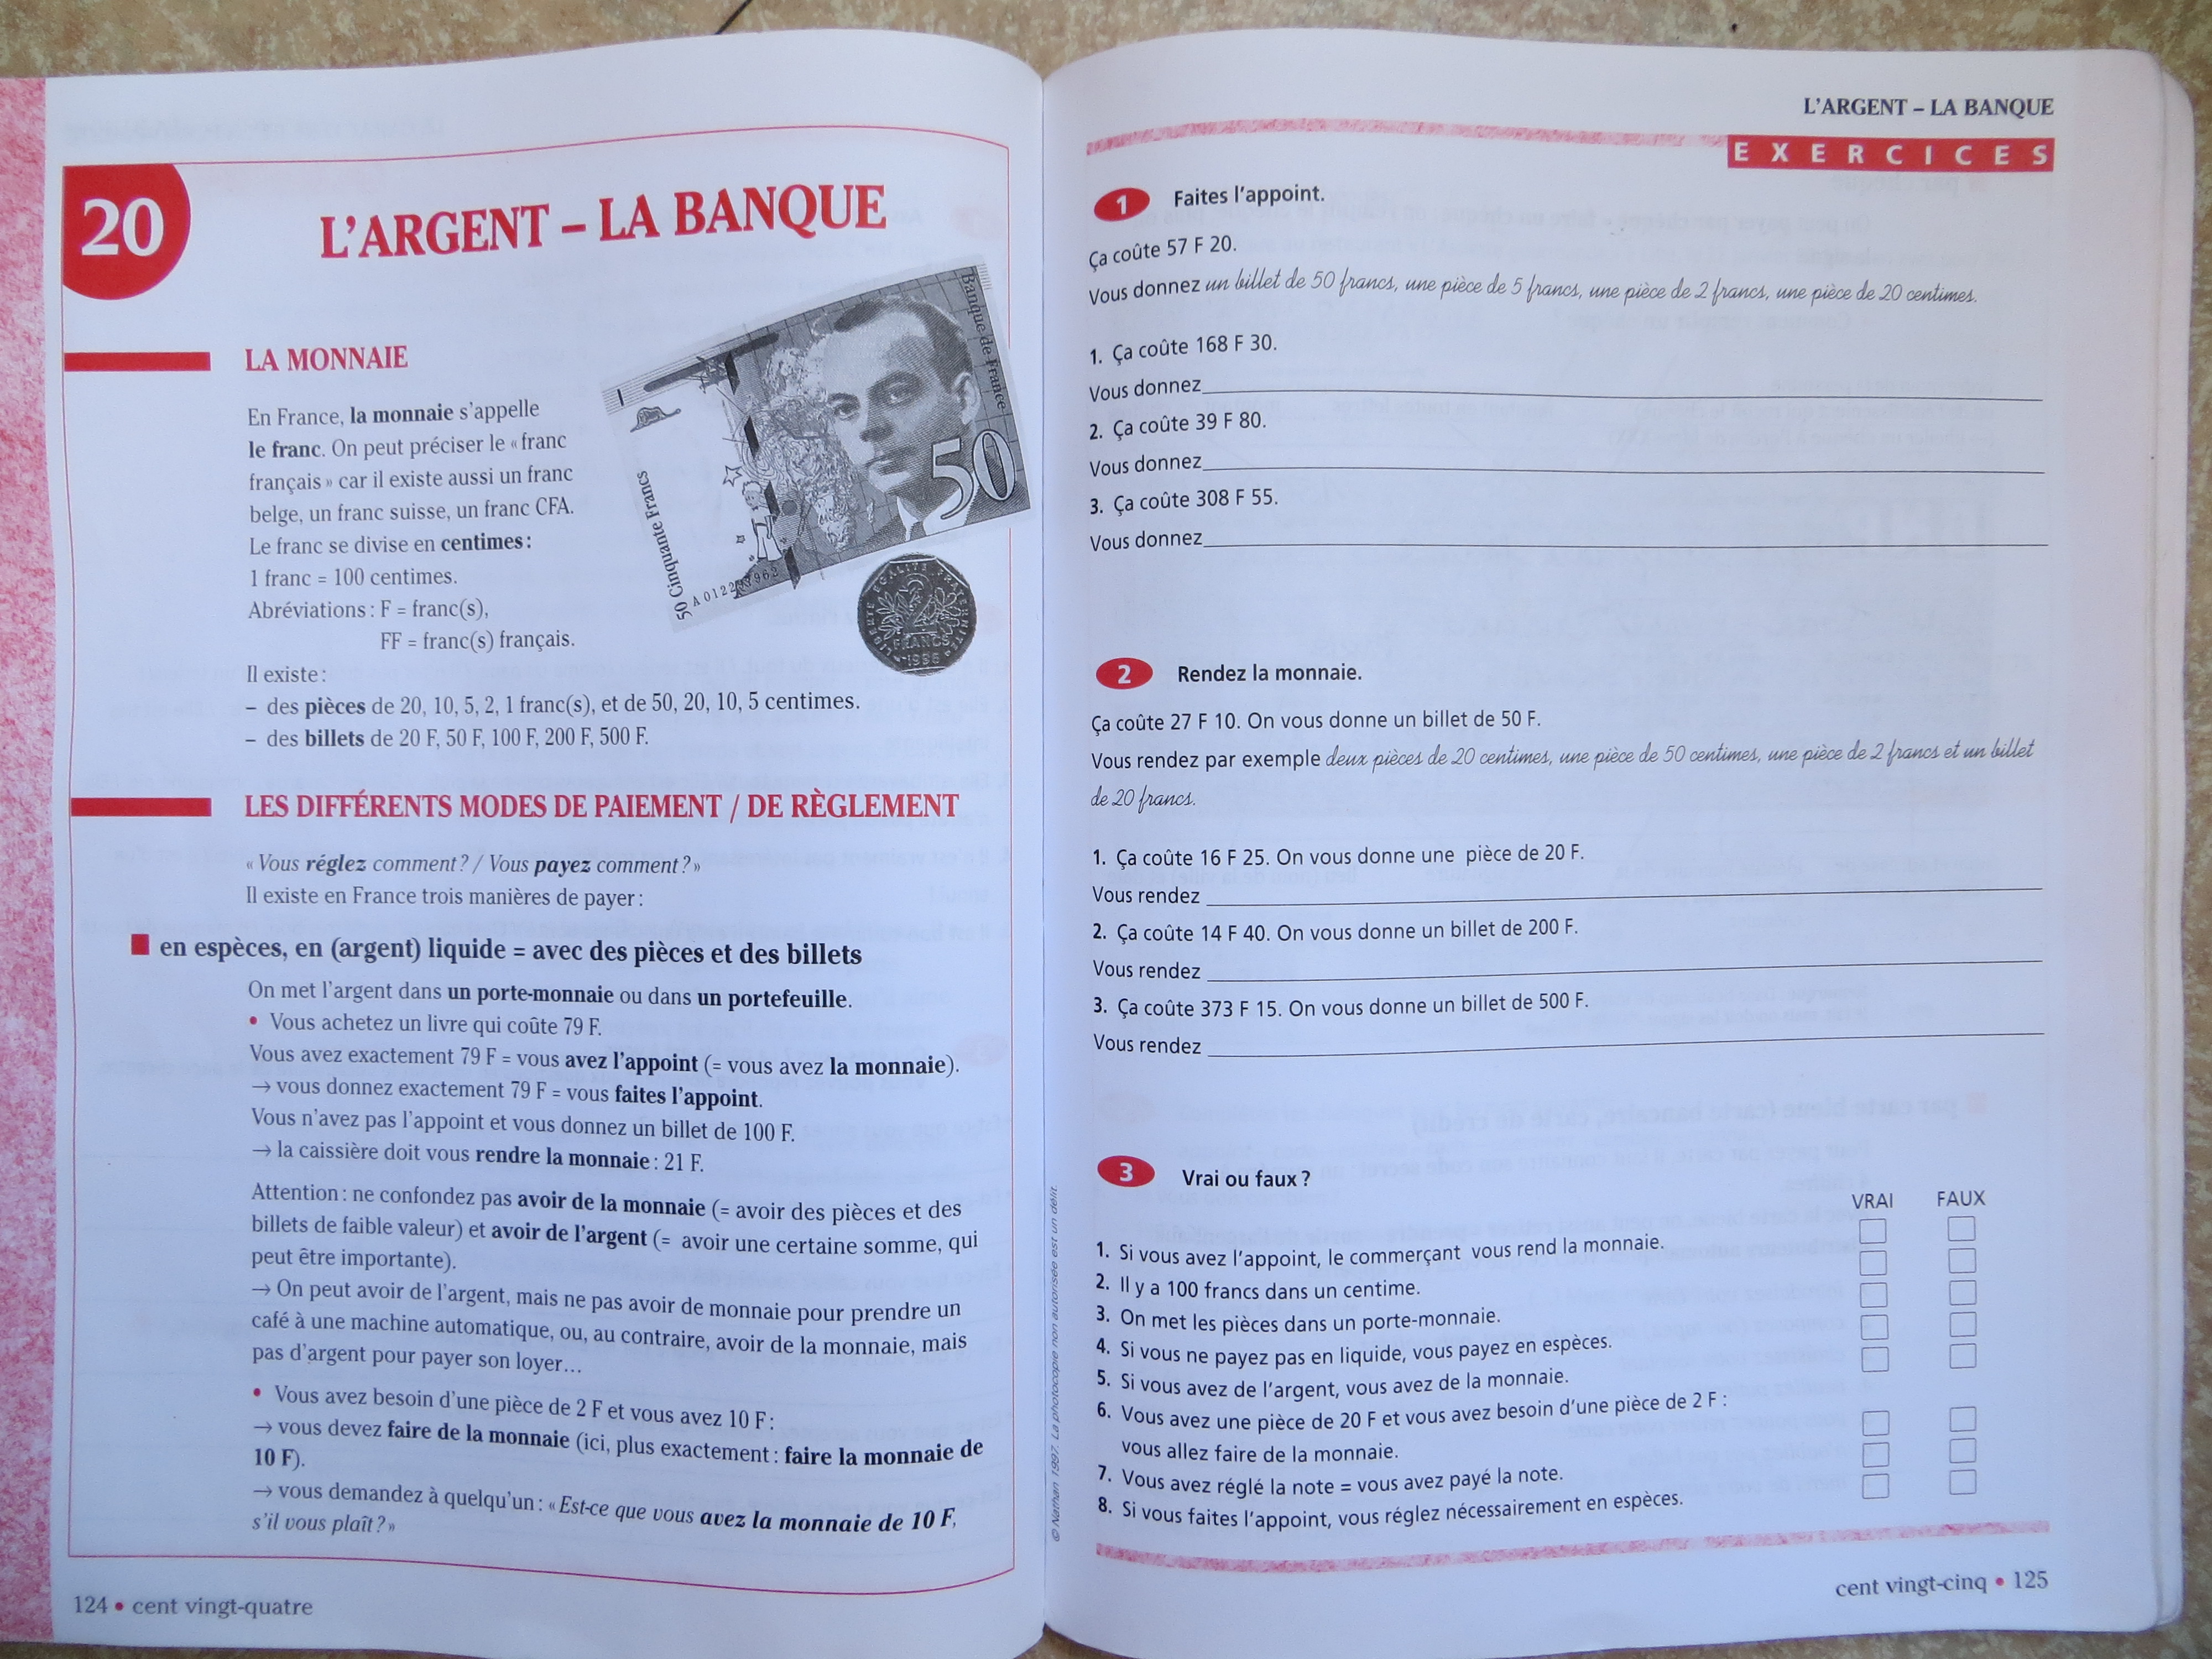 20
L'ARGENT – LA BANQUE
LA MONNAIE
En France, la monnaie s'appelle
le franc. On peut préciser le « franc
français » car il existe aussi un franc
belge, un franc suisse, un franc CFA.
Le franc se divise en centimes :
1 franc = 100 centimes.
Abréviations : F = franc(s),
FF = franc(s) français.
Il existe :
– des pièces de 20, 10, 5, 2, 1 franc(s), et de 50, 20, 10, 5 centimes.
– des billets de 20 F, 50 F, 100 F, 200 F, 500 F.
Banque de France
50
50 Cinquante Francs
LIBERTE EGALITE FRATERNITE
2
FRANCS
LES DIFFÉRENTS MODES DE PAIEMENT / DE RÈGLEMENT
« Vous réglez comment ? / Vous payez comment ? »
Il existe en France trois manières de payer :
en espèces, en (argent) liquide = avec des pièces et des billets
On met l'argent dans un porte-monnaie ou dans un portefeuille.
• Vous achetez un livre qui coûte 79 F.
Vous avez exactement 79 F = vous avez l'appoint (= vous avez la monnaie).
→ vous donnez exactement 79 F = vous faites l'appoint.
Vous n'avez pas l'appoint et vous donnez un billet de 100 F.
→ la caissière doit vous rendre la monnaie : 21 F.
Attention : ne confondez pas avoir de la monnaie (= avoir des pièces et des
billets de faible valeur) et avoir de l'argent (= avoir une certaine somme, qui
peut être importante).
→ On peut avoir de l'argent, mais ne pas avoir de monnaie pour prendre un
café à une machine automatique, ou, au contraire, avoir de la monnaie, mais
pas d'argent pour payer son loyer…
• Vous avez besoin d'une pièce de 2 F et vous avez 10 F :
→ vous devez faire de la monnaie (ici, plus exactement : faire la monnaie de
10 F).
→ vous demandez à quelqu'un : « Est-ce que vous avez la monnaie de 10 F,
s'il vous plaît ? »
124 • cent vingt-quatre
L'ARGENT – LA BANQUE
EXERCICES
1 Faites l'appoint.
Ça coûte 57 F 20.
Vous donnez un billet de 50 francs, une pièce de 5 francs, une pièce de 2 francs, une pièce de 20 centimes.
1. Ça coûte 168 F 30.
Vous donnez
2. Ça coûte 39 F 80.
Vous donnez
3. Ça coûte 308 F 55.
Vous donnez
2 Rendez la monnaie.
Ça coûte 27 F 10. On vous donne un billet de 50 F.
Vous rendez par exemple deux pièces de 20 centimes, une pièce de 50 centimes, une pièce de 2 francs et un billet
de 20 francs.
1. Ça coûte 16 F 25. On vous donne une pièce de 20 F.
Vous rendez
2. Ça coûte 14 F 40. On vous donne un billet de 200 F.
Vous rendez
3. Ça coûte 373 F 15. On vous donne un billet de 500 F.
Vous rendez
3 Vrai ou faux ?
VRAI FAUX
1. Si vous avez l'appoint, le commerçant vous rend la monnaie.
2. Il y a 100 francs dans un centime.
3. On met les pièces dans un porte-monnaie.
4. Si vous ne payez pas en liquide, vous payez en espèces.
5. Si vous avez de l'argent, vous avez de la monnaie.
6. Vous avez une pièce de 20 F et vous avez besoin d'une pièce de 2 F :
vous allez faire de la monnaie.
7. Vous avez réglé la note = vous avez payé la note.
8. Si vous faites l'appoint, vous réglez nécessairement en espèces.
© Nathan 1997. La photocopie non autorisée est un délit.
cent vingt-cinq • 125